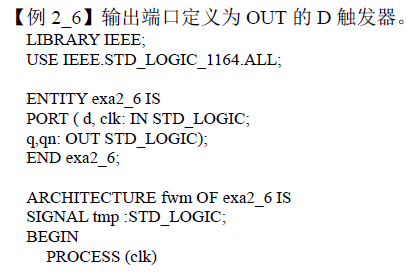 【例 2_6】输出端口定义为 OUT 的 D 触发器。
LIBRARY IEEE;
USE IEEE.STD_LOGIC_1164.ALL;
ENTITY exa2_6 IS
PORT ( d, clk: IN STD_LOGIC;
q,qn: OUT STD_LOGIC);
END exa2_6;
ARCHITECTURE fwm OF exa2_6 IS
SIGNAL tmp :STD_LOGIC;
BEGIN
PROCESS (clk)